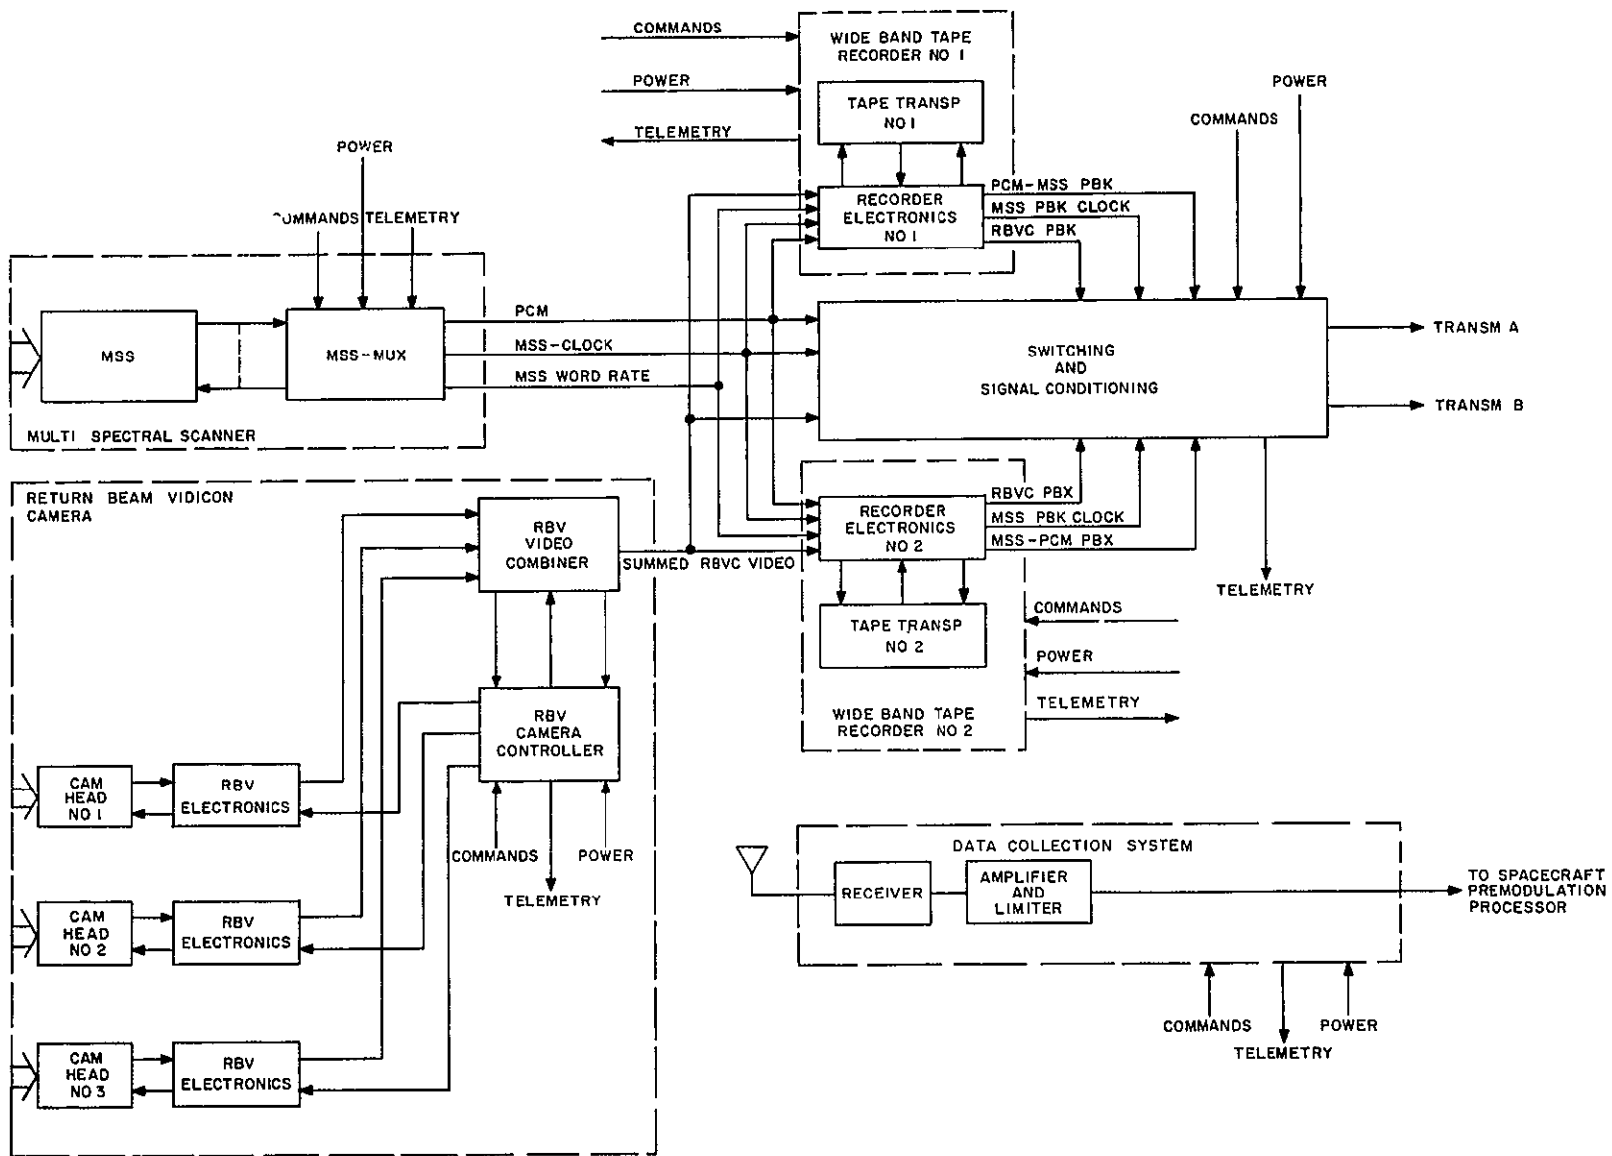 COMMANDS
POWER
TELEMETRY
WIDE BAND TAPE
RECORDER NO 1
TAPE TRANSP
NO 1
RECORDER
ELECTRONICS
NO 1
PCM-MSS PBK
MSS PBK CLOCK
RBVC PBK
COMMANDS
POWER
POWER
COMMANDS TELEMETRY
MSS
MSS-MUX
MULTI SPECTRAL SCANNER
PCM
MSS-CLOCK
MSS WORD RATE
SWITCHING
AND
SIGNAL CONDITIONING
TRANSM A
TRANSM B
TELEMETRY
RETURN BEAM VIDICON
CAMERA
RBV
VIDEO
COMBINER
SUMMED RBVC VIDEO
RECORDER
ELECTRONICS
NO 2
RBVC PBX
MSS PBK CLOCK
MSS-PCM PBX
TAPE TRANSP
NO 2
WIDE BAND TAPE
RECORDER NO 2
COMMANDS
POWER
TELEMETRY
RBV
CAMERA
CONTROLLER
COMMANDS
POWER
TELEMETRY
CAM
HEAD
NO 1
RBV
ELECTRONICS
CAM
HEAD
NO 2
RBV
ELECTRONICS
CAM
HEAD
NO 3
RBV
ELECTRONICS
DATA COLLECTION SYSTEM
RECEIVER
AMPLIFIER
AND
LIMITER
TO SPACECRAFT
PREMODULATION
PROCESSOR
COMMANDS
POWER
TELEMETRY